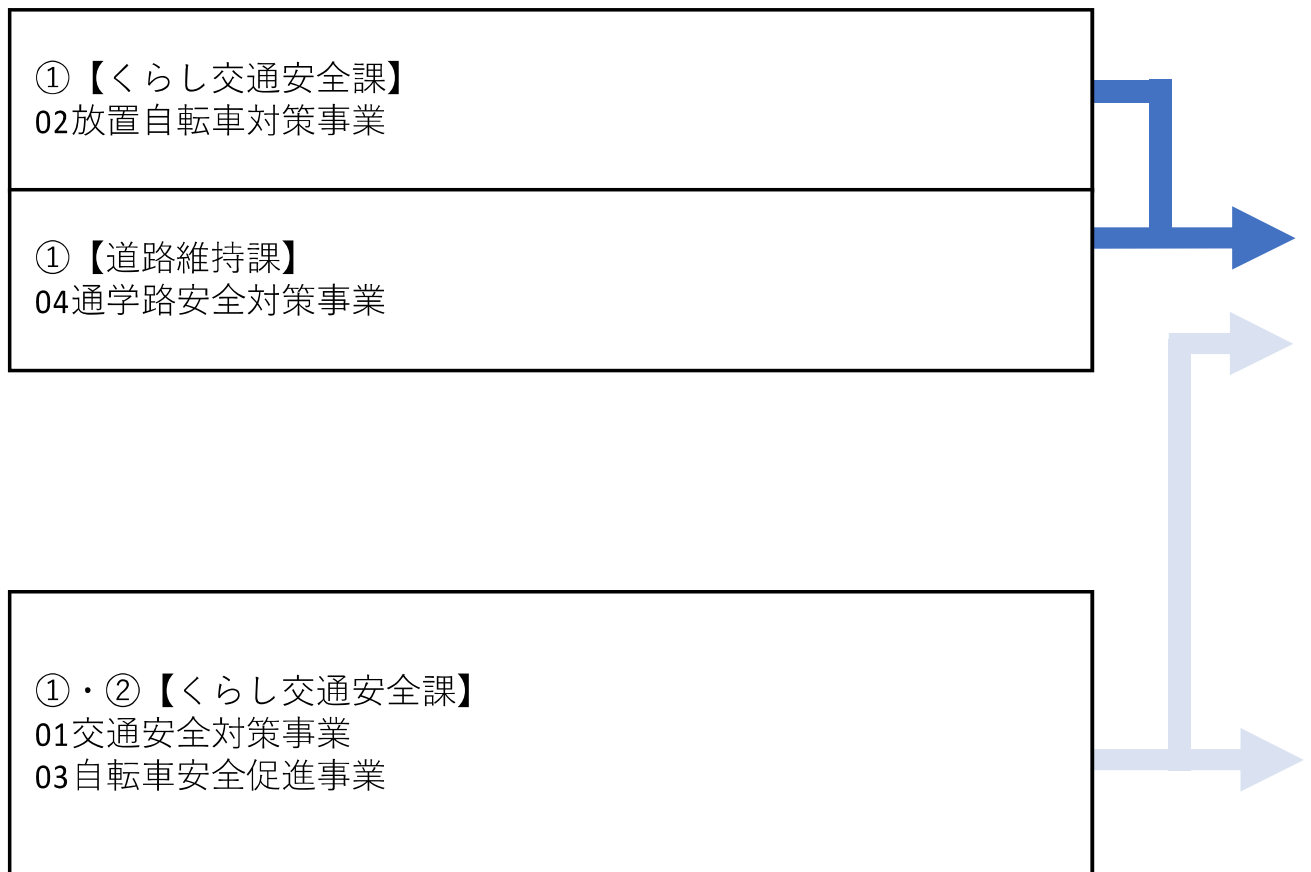 ①【くらし交通安全課】
02放置自転車対策事業
①【道路維持課】
04通学路安全対策事業
①・②【くらし交通安全課】
01交通安全対策事業
03自転車安全促進事業